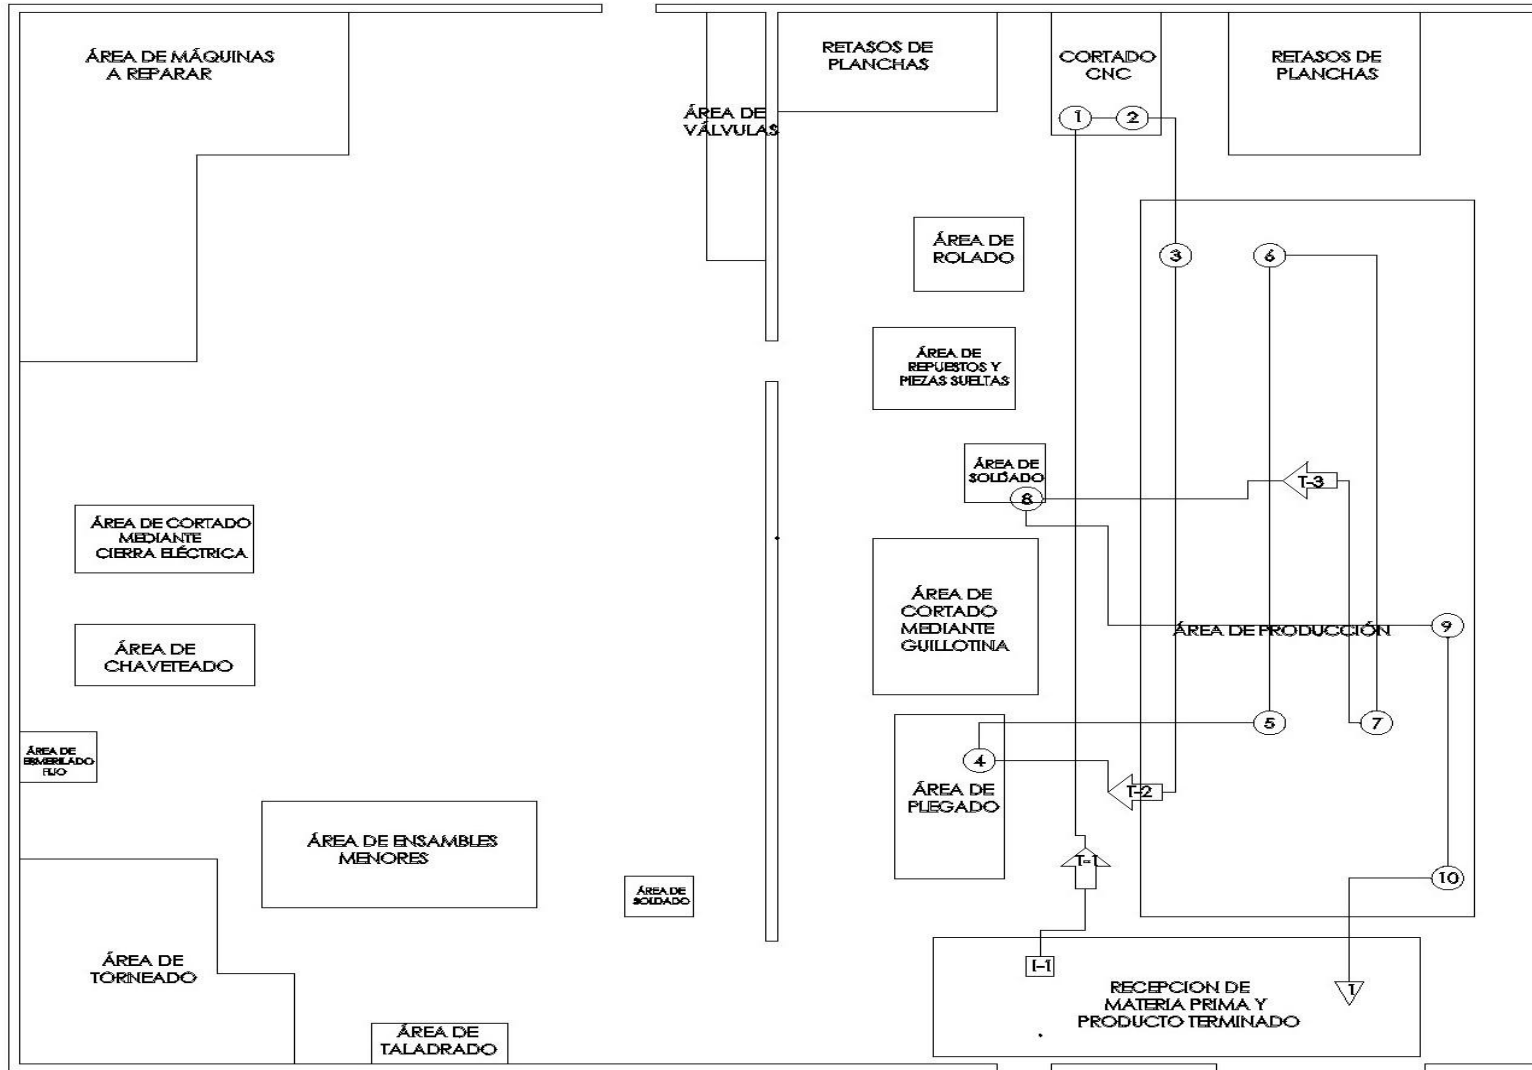 ÁREA DE MÁQUINAS
A REPARAR
ÁREA DE
VÁLVULAS
RETASOS DE
PLANCHAS
CORTADO
CNC
1
2
RETASOS DE
PLANCHAS
ÁREA DE
ROLADO
3
6
ÁREA DE
REPUESTOS Y
PIEZAS SUELTAS
ÁREA DE
SOLDADO
8
T-3
ÁREA DE CORTADO
MEDIANTE
CIERRA ELÉCTRICA
ÁREA DE
CORTADO
MEDIANTE
GUILLOTINA
ÁREA DE PRODUCCIÓN
9
ÁREA DE
CHAVETEADO
5
7
4
ÁREA DE
ESMERILADO
FIJO
ÁREA DE
PLEGADO
T-2
ÁREA DE ENSAMBLES
MENORES
T-1
10
ÁREA DE
SOLDADO
ÁREA DE
TORNEADO
I-1
1
RECEPCION DE
MATERIA PRIMA Y
PRODUCTO TERMINADO
ÁREA DE
TALADRADO